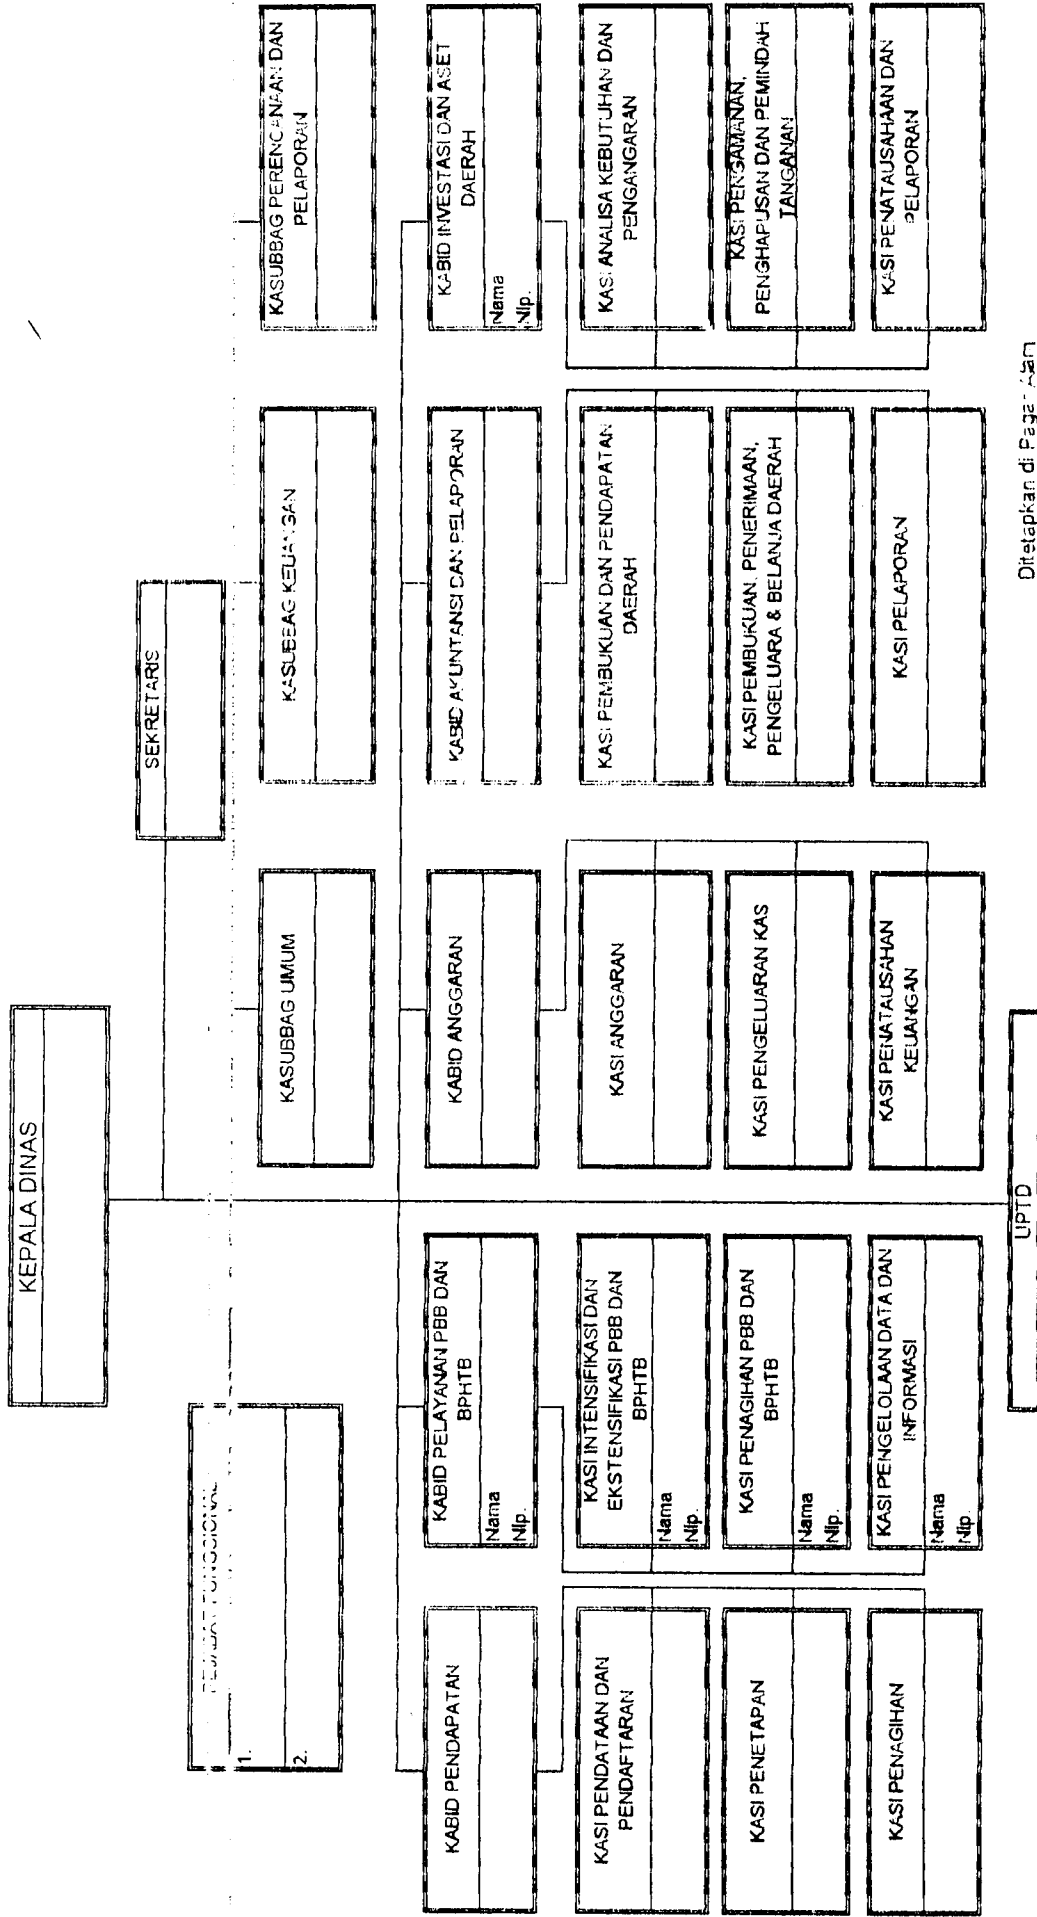 KEPALA DINAS
SEKRETARIS
1.
2.
KASUBBAG UMUM
KASUBBAG KEUANGAN
KASUBBAG PERENCANAAN DAN
PELAPORAN
KABID PENDAPATAN
KABID PELAYANAN PBB DAN
BPHTB
Nama
Nip.
KABID ANGGARAN
KABID AKUNTANSI DAN PELAPORAN
KABID INVESTASI DAN ASET
DAERAH
Nama
Nip.
KASI PENDATAAN DAN
PENDAFTARAN
KASI INTENSIFIKASI DAN
EKSTENSIFIKASI PBB DAN
BPHTB
Nama
Nip.
KASI ANGGARAN
KASI PEMBUKUAN DAN PENDAPATAN
DAERAH
KASI ANALISA KEBUTUHAN DAN
PENGANGARAN
KASI PENETAPAN
KASI PENAGIHAN PBB DAN
BPHTB
Nama
Nip.
KASI PENGELUARAN KAS
KASI PEMBUKUAN, PENERIMAAN,
PENGELUARA & BELANJA DAERAH
KASI PENGAMANAN,
PENGHAPUSAN DAN PEMINDAH
TANGANAN
KASI PENAGIHAN
KASI PENGELOLAAN DATA DAN
INFORMASI
Nama
Nip.
KASI PENATAUSAHAN
KEUANGAN
KASI PELAPORAN
KASI PENATAUSAHAAN DAN
PELAPORAN
UPTD
Ditetapkan di Pagar Alam